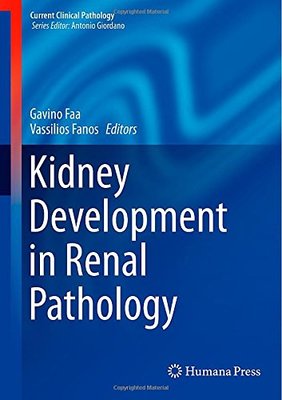 Current Clinical Pathology
Series Editor: Antonio Giordano
Gavino Faa
Vassilios Fanos Editors
Kidney
Development
in Renal
Pathology
Humana Press